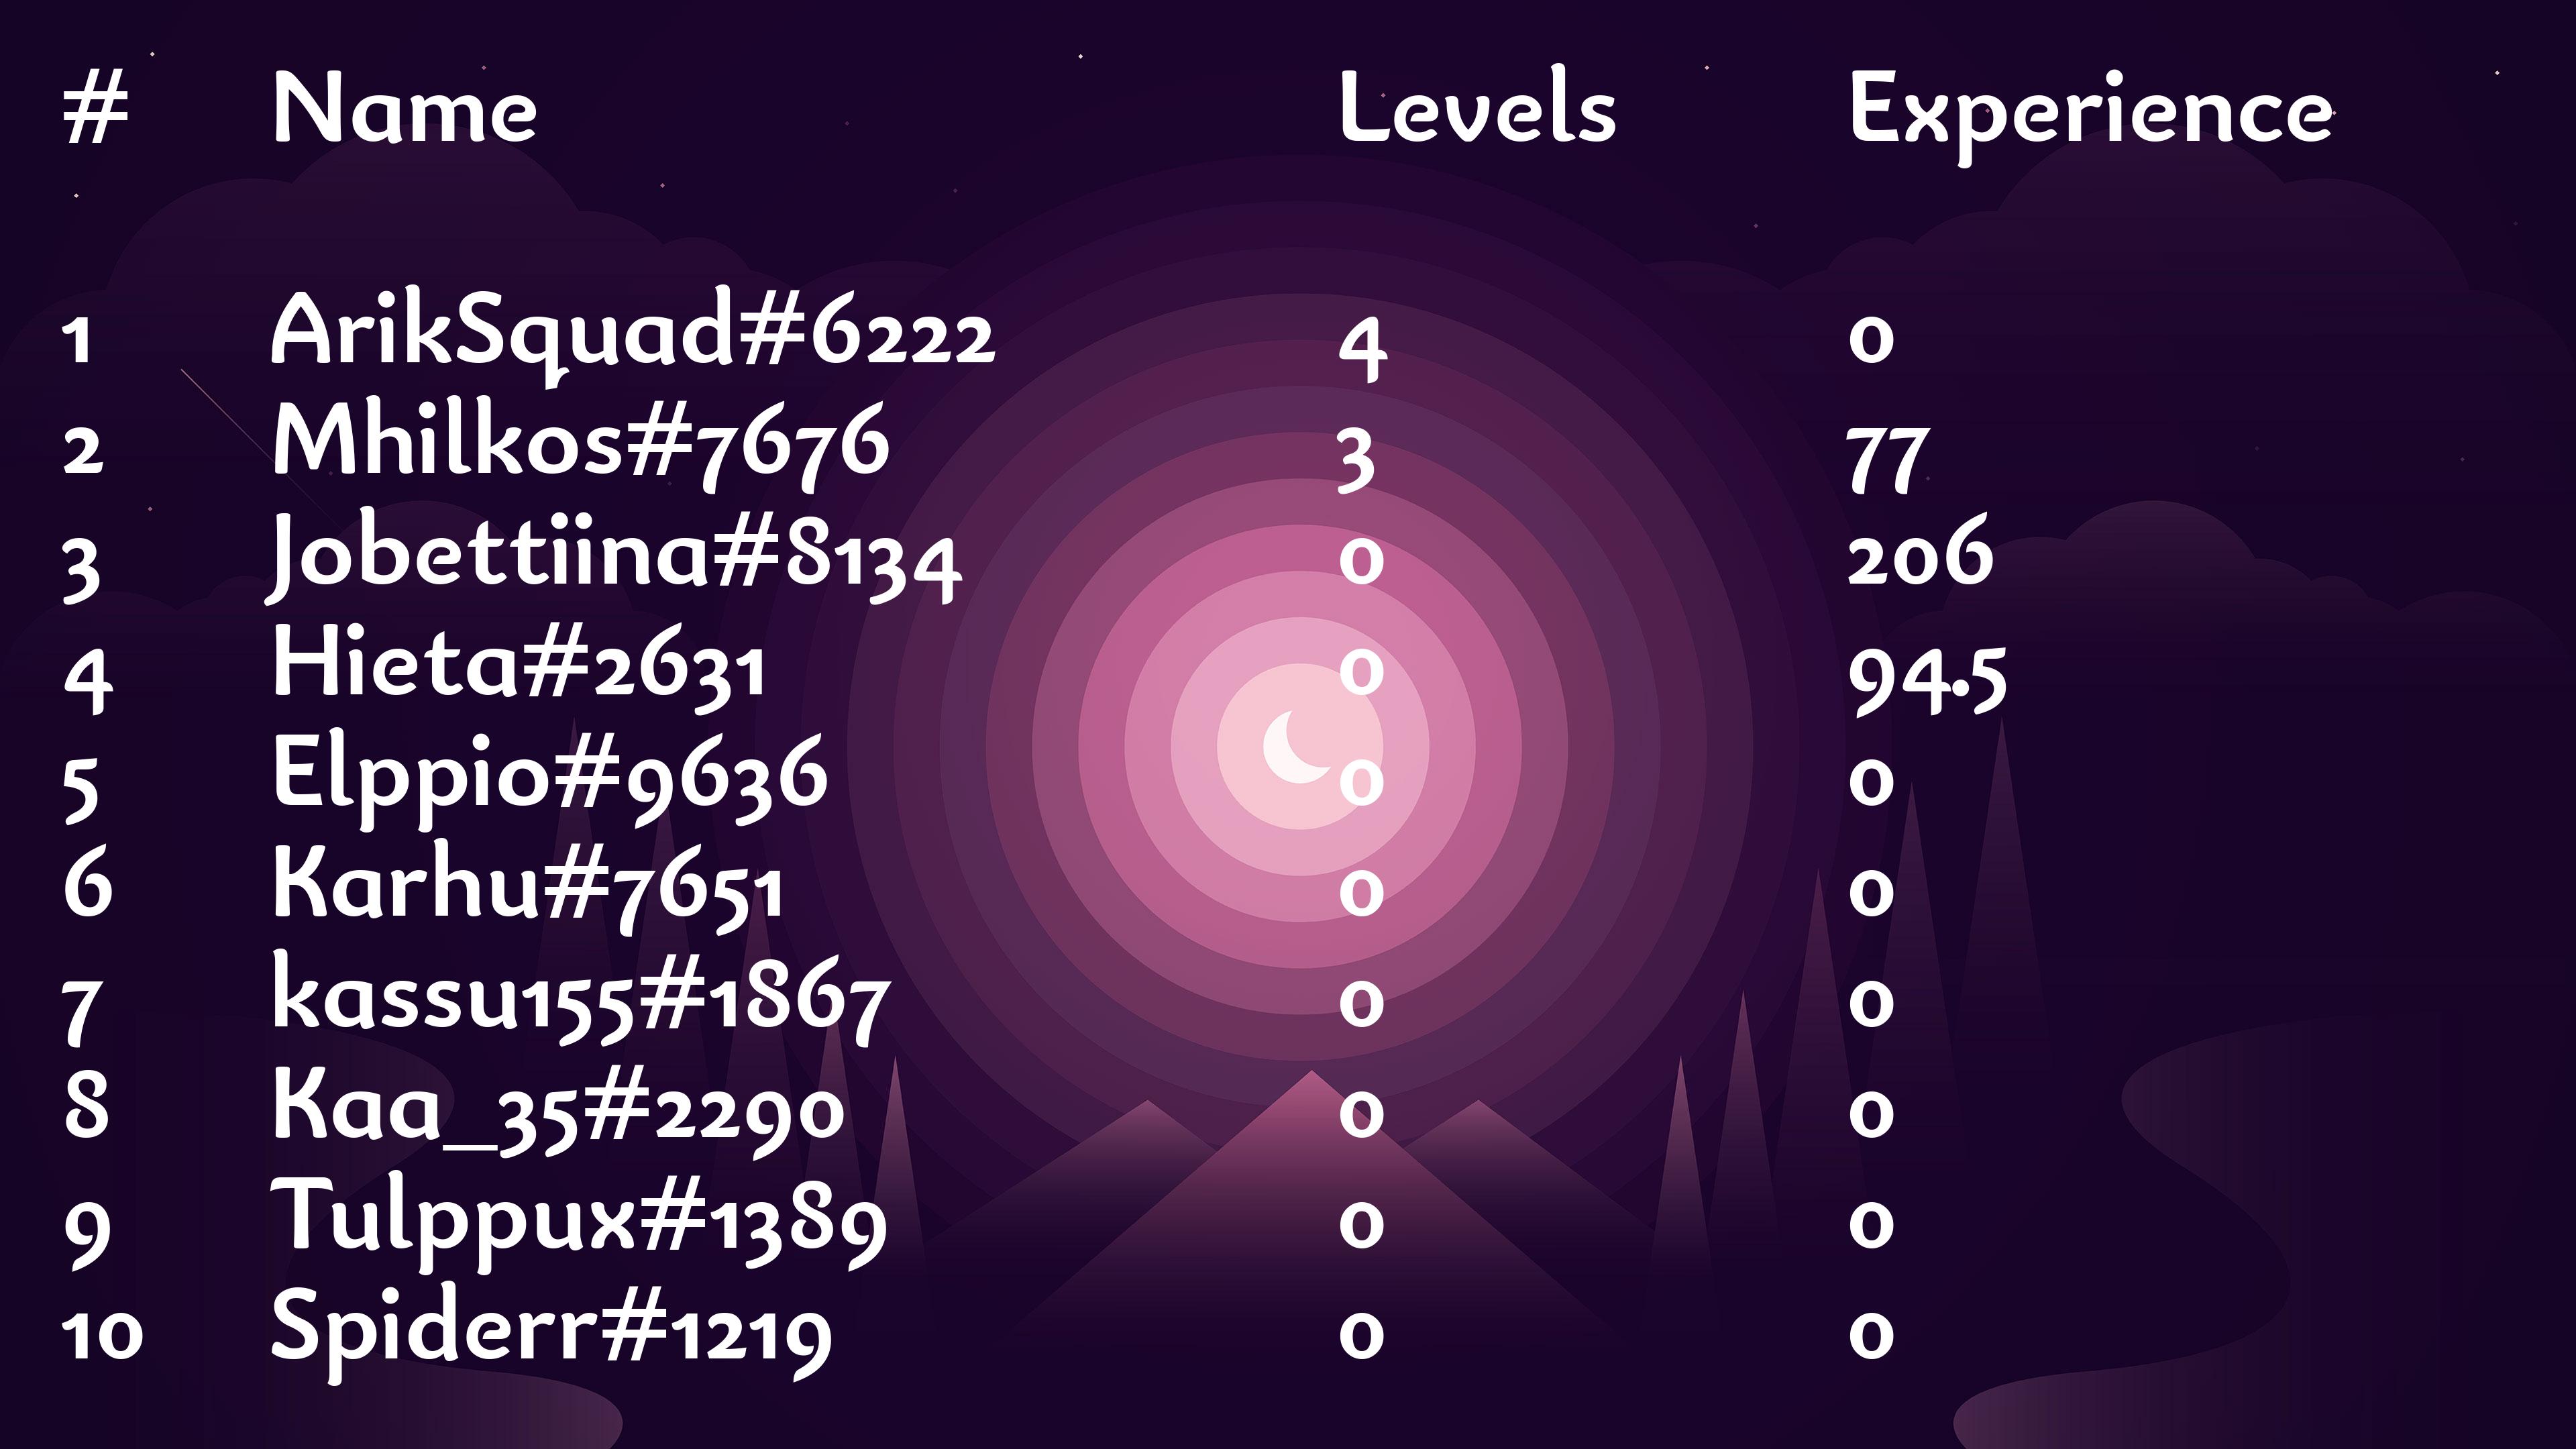 # Name Levels Experience
1 ArikSquad#6222 4 0
2 Mhilkos#7676 3 77
3 Jobettiina#8134 0 206
4 Hieta#2631 0 94.5
5 Elppio#9636 0 0
6 Karhu#7651 0 0
7 kassu155#1867 0 0
8 Kaa_35#2290 0 0
9 Tulppux#1389 0 0
10 Spiderr#1219 0 0